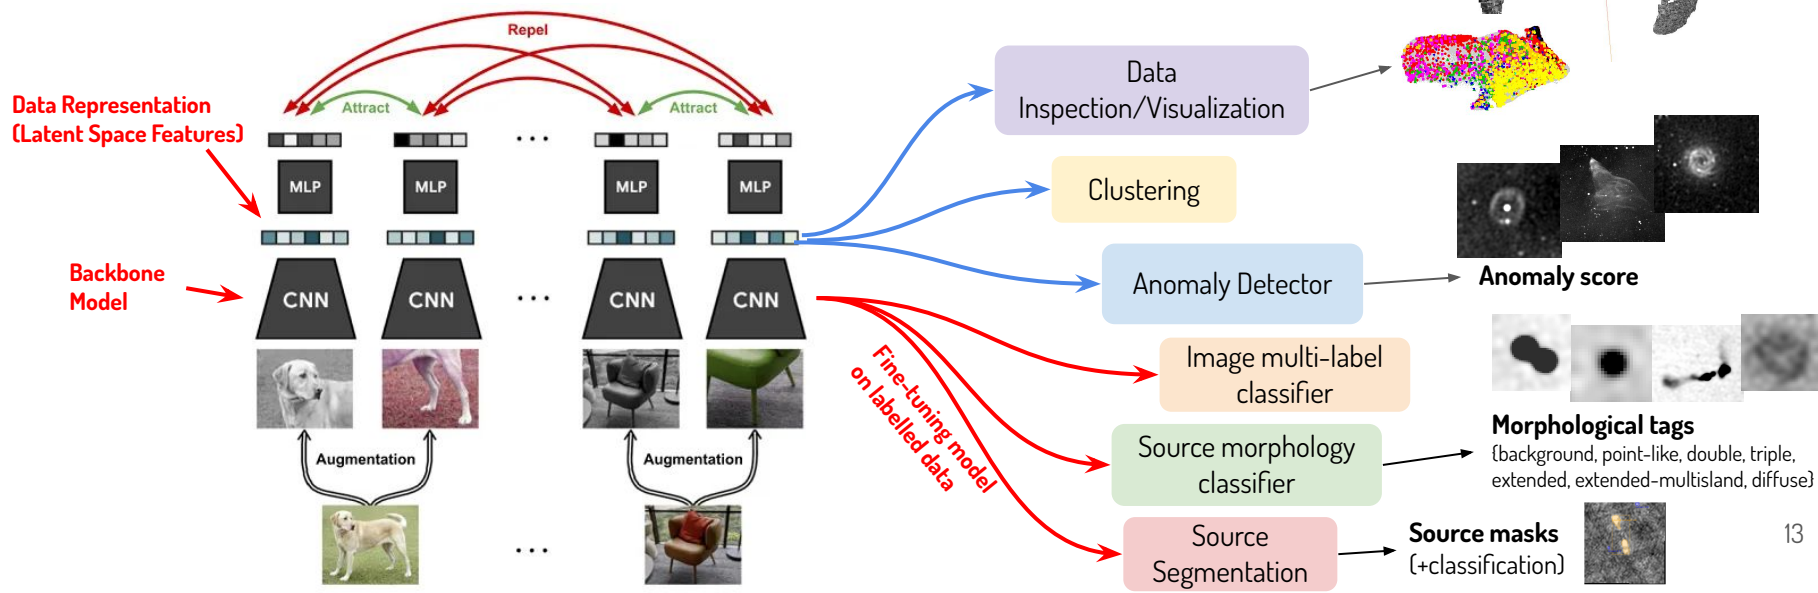 Repel
Attract
Attract
Data Representation
(Latent Space Features)
...
MLP
MLP
MLP
MLP
Backbone
Model
CNN
CNN
...
CNN
CNN
Augmentation
Augmentation
...
Fine-tuning model
on labelled data
Data
Inspection/Visualization
Clustering
Anomaly Detector
Anomaly score
Image multi-label
classifier
Source morphology
classifier
Morphological tags
{background, point-like, double, triple,
extended, extended-multisland, diffuse}
Source
Segmentation
Source masks
(+classification)
13